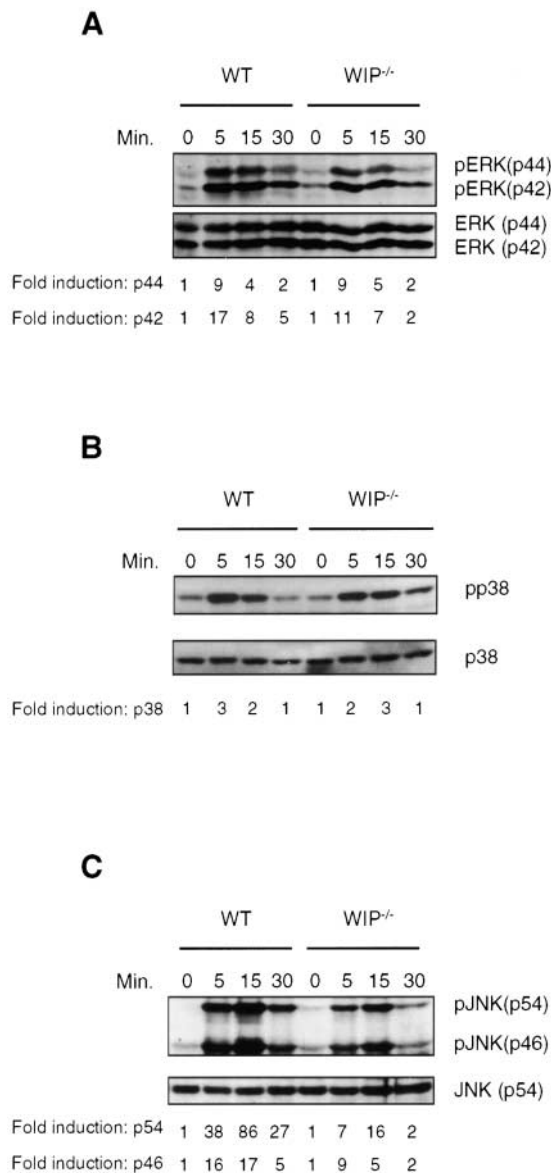 A
WT WIP-/-
Min. 0 5 15 30 0 5 15 30
pERK(p44)
pERK(p42)
ERK (p44)
ERK (p42)
Fold induction: p44 1 9 4 2 1 9 5 2
Fold induction: p42 1 17 8 5 1 11 7 2
B
WT WIP-/-
Min. 0 5 15 30 0 5 15 30
pp38
p38
Fold induction: p38 1 3 2 1 1 2 3 1
C
WT WIP-/-
Min. 0 5 15 30 0 5 15 30
pJNK(p54)
pJNK(p46)
JNK (p54)
Fold induction: p54 1 38 86 27 1 7 16 2
Fold induction: p46 1 16 17 5 1 9 5 2